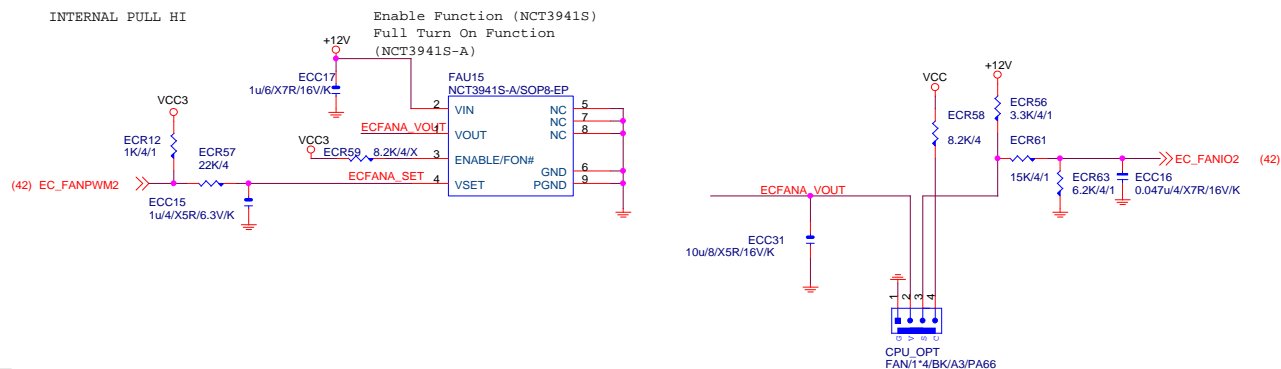 INTERNAL PULL HI
Enable Function (NCT3941S)
Full Turn On Function
(NCT3941S-A)
+12V
ECC17
1u/6/X7R/16V/K
FAU15
NCT3941S-A/SOP8-EP
2 VIN
1 VOUT
3 ENABLE/FON#
4 VSET
NC 5
NC 7
NC 8
GND 6
PGND 9
ECFANA_VOUT
VCC3
ECR59 8.2K/4/X
ECFANA_SET
VCC3
ECR12
1K/4/1
ECR57
22K/4
(42) EC_FANPWM2
ECC15
1u/4/X5R/6.3V/K
VCC
ECR58
8.2K/4
+12V
ECR56
3.3K/4/1
ECR61
15K/4/1
EC_FANIO2 (42)
ECR63
6.2K/4/1
ECC16
0.047u/4/X7R/16V/K
ECFANA_VOUT
ECC31
10u/8/X5R/16V/K
1 2 3 4
G V S C
CPU_OPT
FAN/1*4/BK/A3/PA66